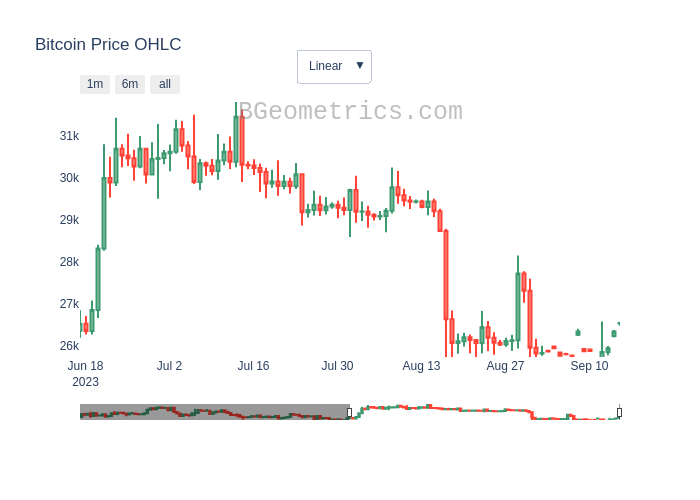 Bitcoin Price OHLC
Linear ▼
1m 6m all
BGeometrics.com
31k
30k
29k
28k
27k
26k
Jun 18 Jul 2 Jul 16 Jul 30 Aug 13 Aug 27 Sep 10
2023